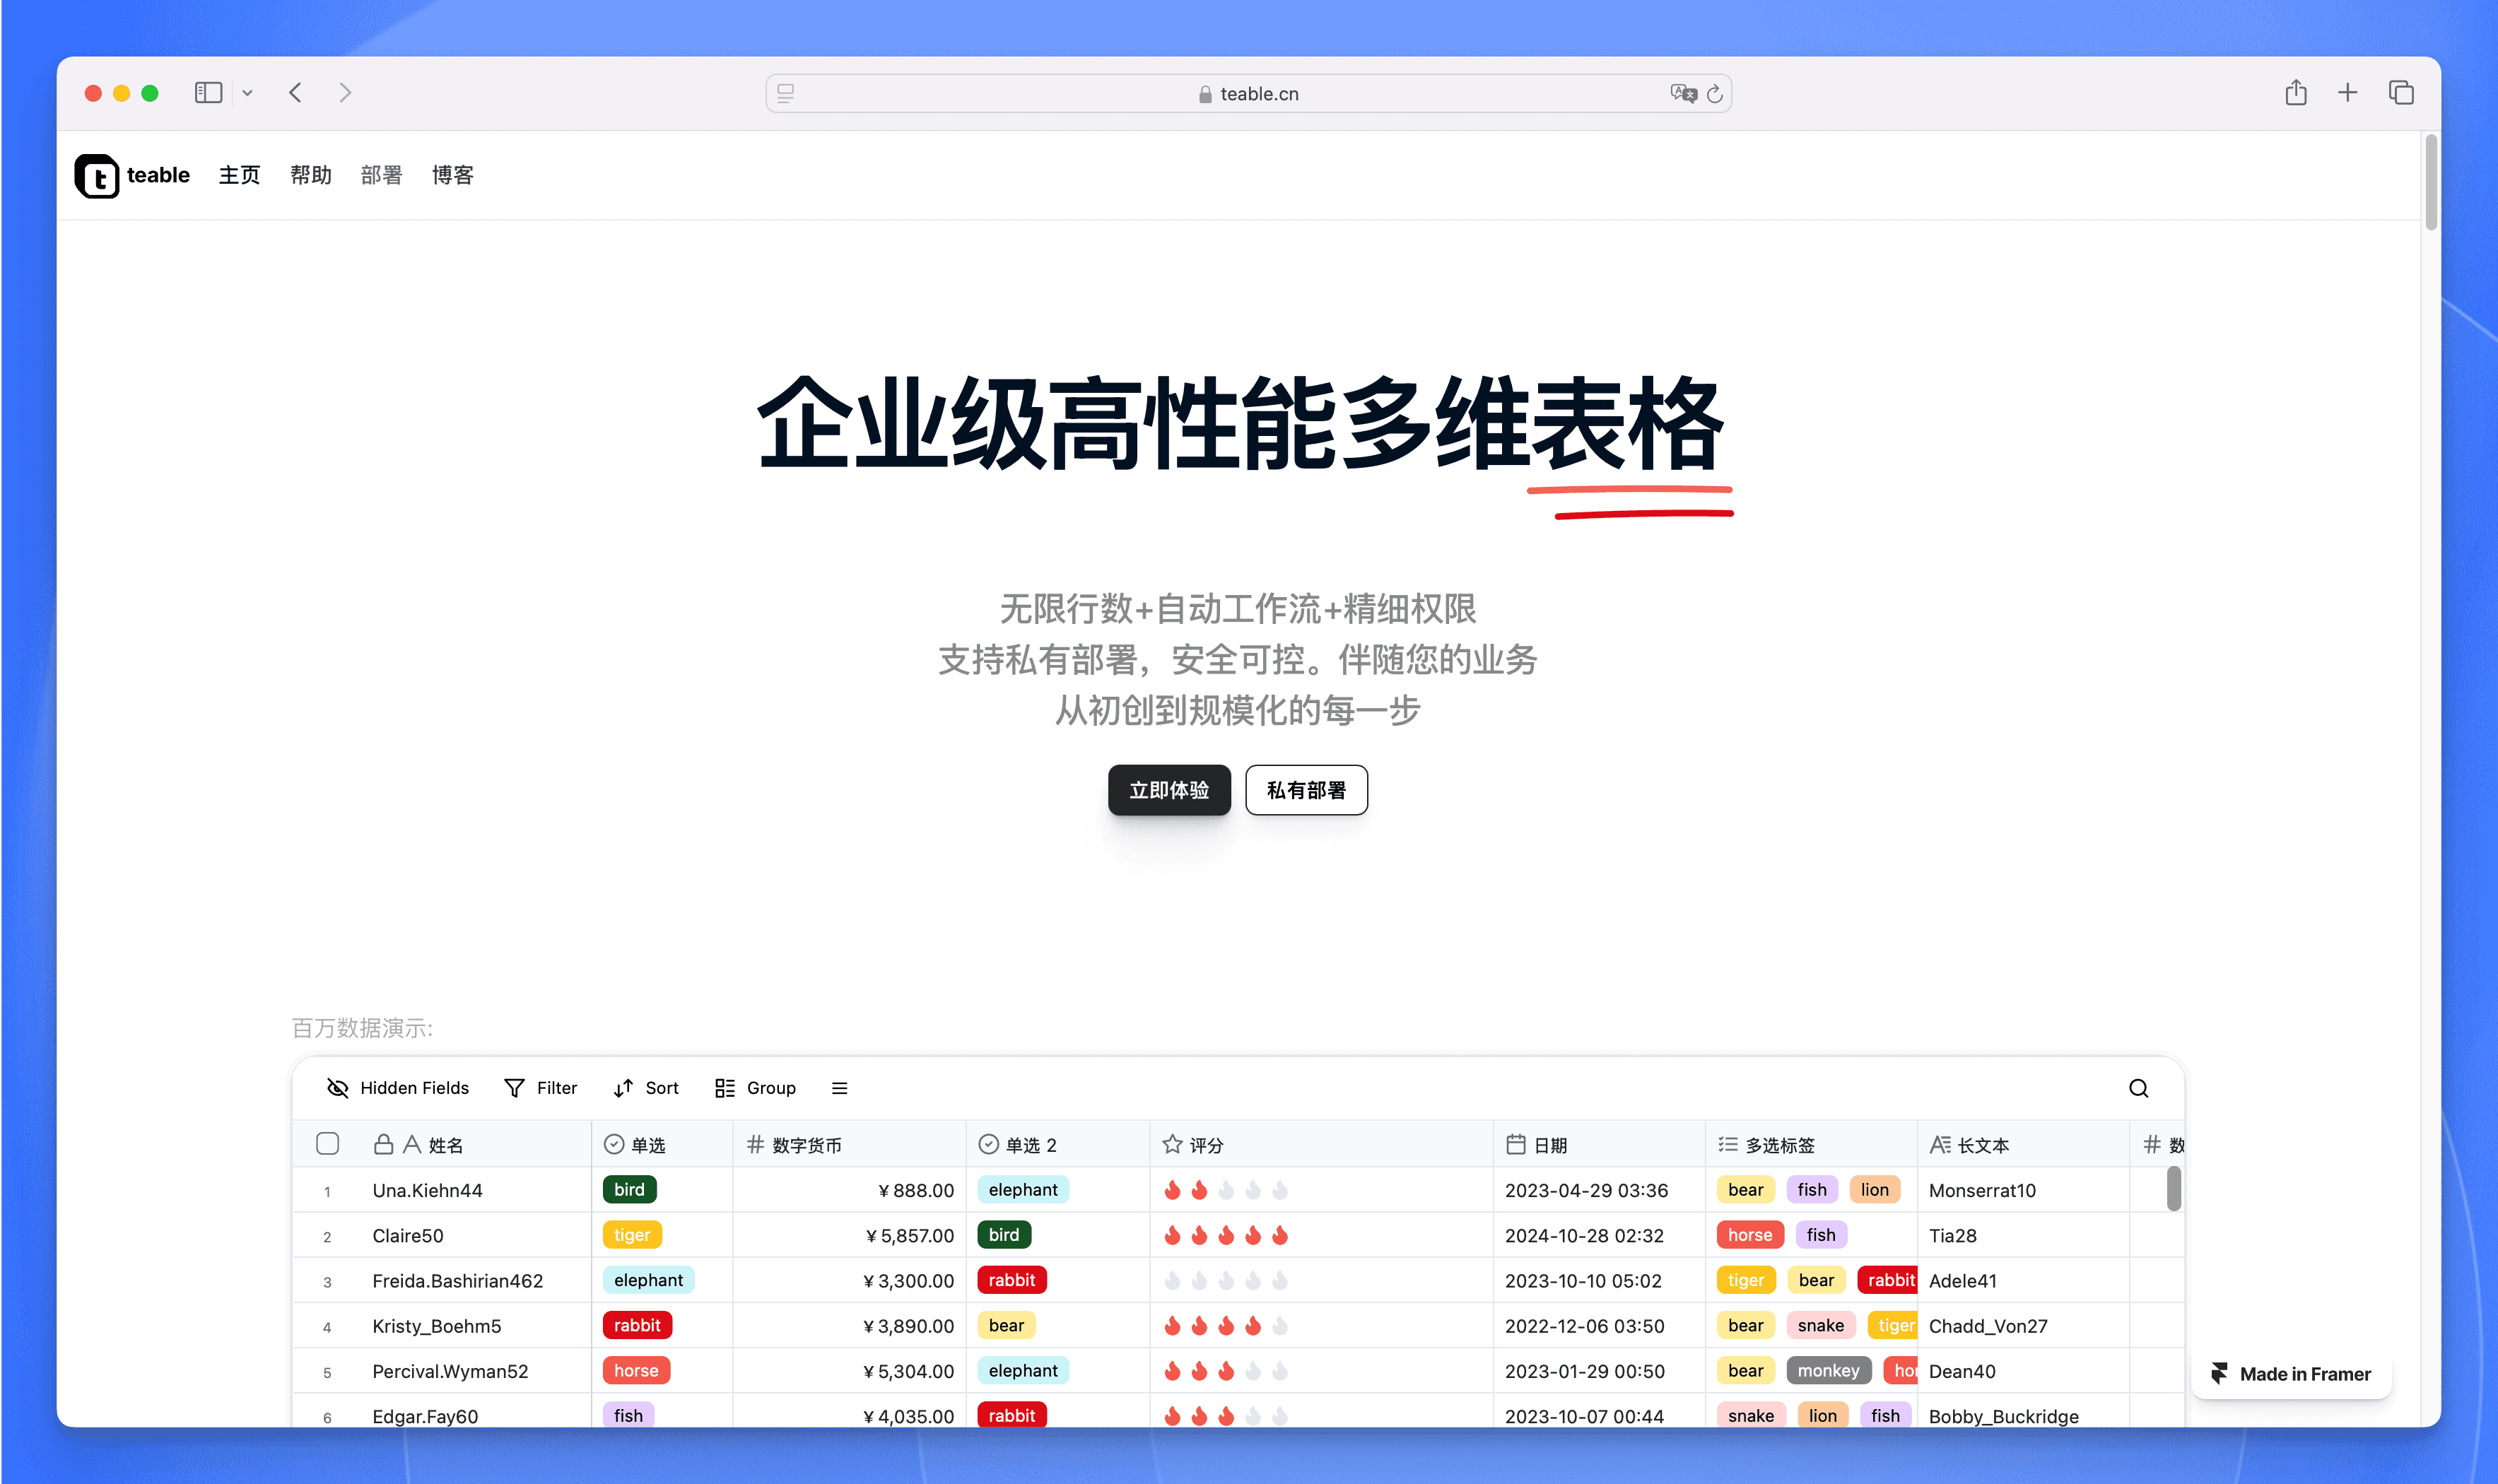 teable.cn
teable 主页 帮助 部署 博客
企业级高性能多维表格
无限行数+自动工作流+精细权限
支持私有部署，安全可控。伴随您的业务
从初创到规模化的每一步
立即体验 私有部署
百万数据演示:
Hidden Fields Filter Sort Group
姓名 单选 数字货币 单选 2 评分 日期 多选标签 长文本 数
1 Una.Kiehn44 bird ¥888.00 elephant 2023-04-29 03:36 bear fish lion Monserrat10
2 Claire50 tiger ¥5,857.00 bird 2024-10-28 02:32 horse fish Tia28
3 Freida.Bashirian462 elephant ¥3,300.00 rabbit 2023-10-10 05:02 tiger bear rabbit Adele41
4 Kristy_Boehm5 rabbit ¥3,890.00 bear 2022-12-06 03:50 bear snake tiger Chadd_Von27
5 Percival.Wyman52 horse ¥5,304.00 elephant 2023-01-29 00:50 bear monkey hor Dean40
6 Edgar.Fay60 fish ¥4,035.00 rabbit 2023-10-07 00:44 snake lion fish Bobby_Buckridge
Made in Framer